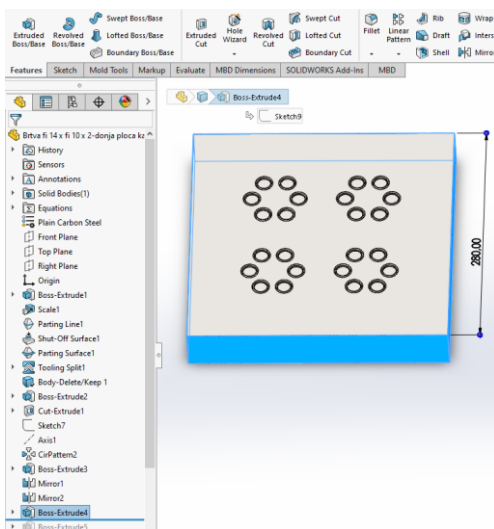 Extruded Boss/Base
Revolved Boss/Base
Swept Boss/Base
Lofted Boss/Base
Boundary Boss/Base
Extruded Cut
Hole Wizard
Revolved Cut
Swept Cut
Lofted Cut
Boundary Cut
Fillet
Linear Pattern
Rib
Draft
Shell
Wrap
Inters
Mirro
Features
Sketch
Mold Tools
Markup
Evaluate
MBD Dimensions
SOLIDWORKS Add-Ins
MBD
Boss-Extrude4
Sketch9
Brtva fi 14 x fi 10 x 2-donja ploca ka
History
Sensors
Annotations
Solid Bodies(1)
Equations
Plain Carbon Steel
Front Plane
Top Plane
Right Plane
Origin
Boss-Extrude1
Scale1
Parting Line1
Shut-Off Surface1
Parting Surface1
Tooling Split1
Body-Delete/Keep 1
Boss-Extrude2
Cut-Extrude1
Sketch7
Axis1
CirPattern2
Boss-Extrude3
Mirror1
Mirror2
Boss-Extrude4
Boss-Extrude5
280,00